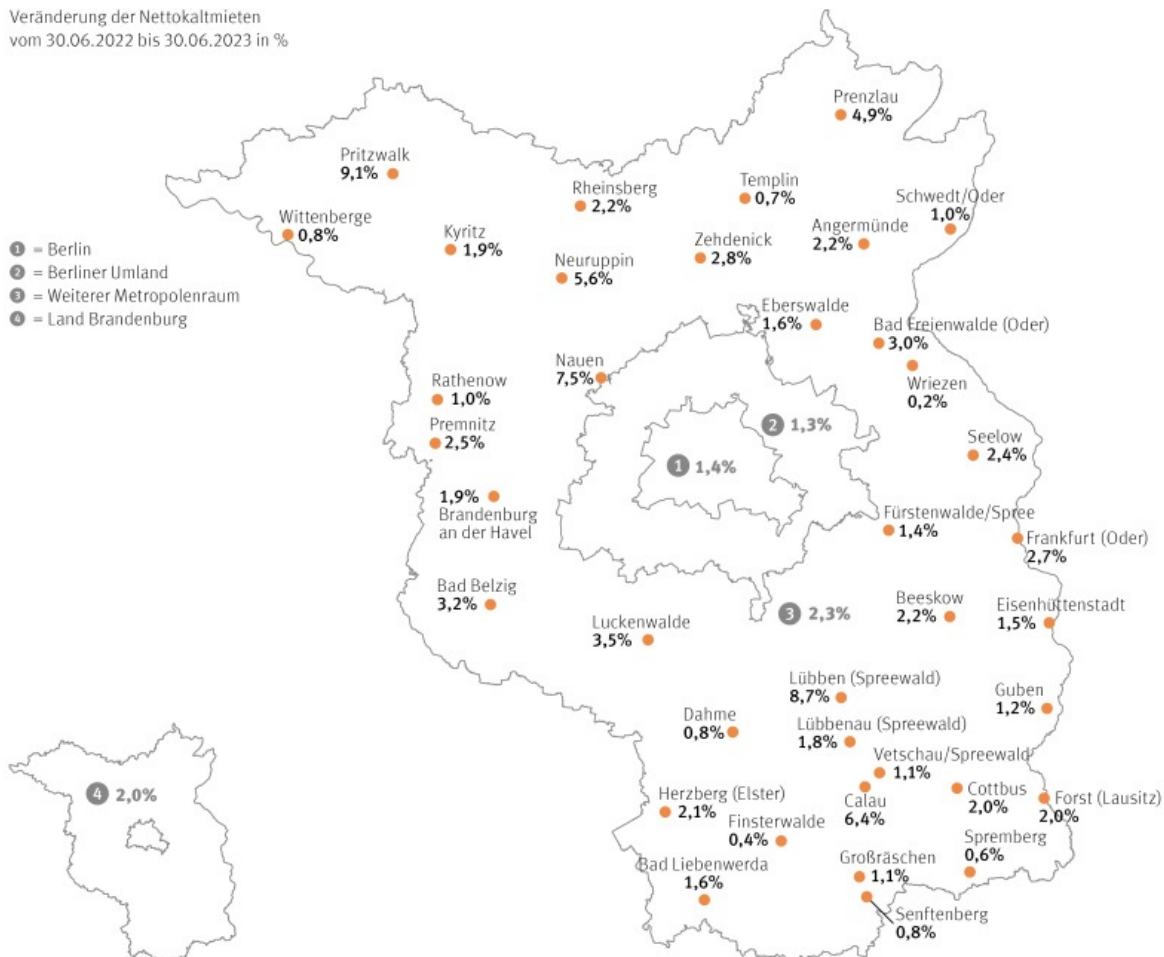 Veränderung der Nettokaltmieten
vom 30.06.2022 bis 30.06.2023 in %
Prenzlau
4,9%
Pritzwalk
9,1%
Rheinsberg
2,2%
Templin
0,7%
Schwedt/Oder
1,0%
Wittenberge
0,8%
Kyritz
1,9%
Angermünde
2,2%
Zehdenick
2,8%
Neuruppin
5,6%
1 = Berlin
2 = Berliner Umland
3 = Weiterer Metropolenraum
4 = Land Brandenburg
Eberswalde
1,6%
Bad Freienwalde (Oder)
3,0%
Nauen
7,5%
Wriezen
0,2%
Rathenow
1,0%
Premnitz
2,5%
2 1,3%
1 1,4%
Seelow
2,4%
1,9%
Brandenburg
an der Havel
Fürstenwalde/Spree
1,4%
Frankfurt (Oder)
2,7%
Bad Belzig
3,2%
Luckenwalde
3,5%
3 2,3%
Beeskow
2,2%
Eisenhüttenstadt
1,5%
Lübben (Spreewald)
8,7%
Guben
1,2%
Dahme
0,8%
Lübbenau (Spreewald)
1,8%
Vetschau/Spreewald
1,1%
4 2,0%
Herzberg (Elster)
2,1%
Calau
6,4%
Cottbus
2,0%
Forst (Lausitz)
2,0%
Finsterwalde
0,4%
Spremberg
0,6%
Bad Liebenwerda
1,6%
Großräschen
1,1%
Senftenberg
0,8%